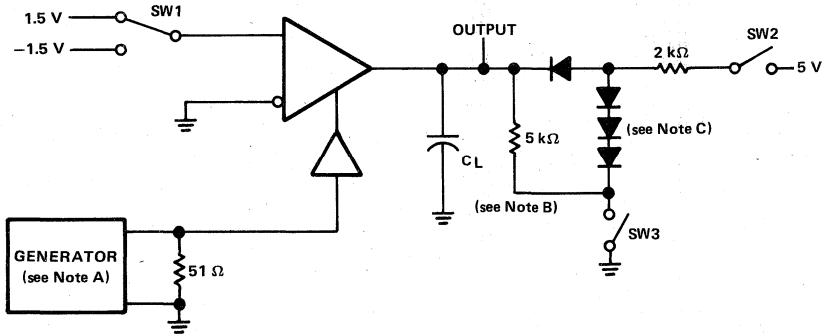 1.5 V
SW1
−1.5 V
OUTPUT
2 kΩ
SW2
5 V
5 kΩ
(see Note C)
CL
(see Note B)
SW3
GENERATOR
(see Note A)
51 Ω